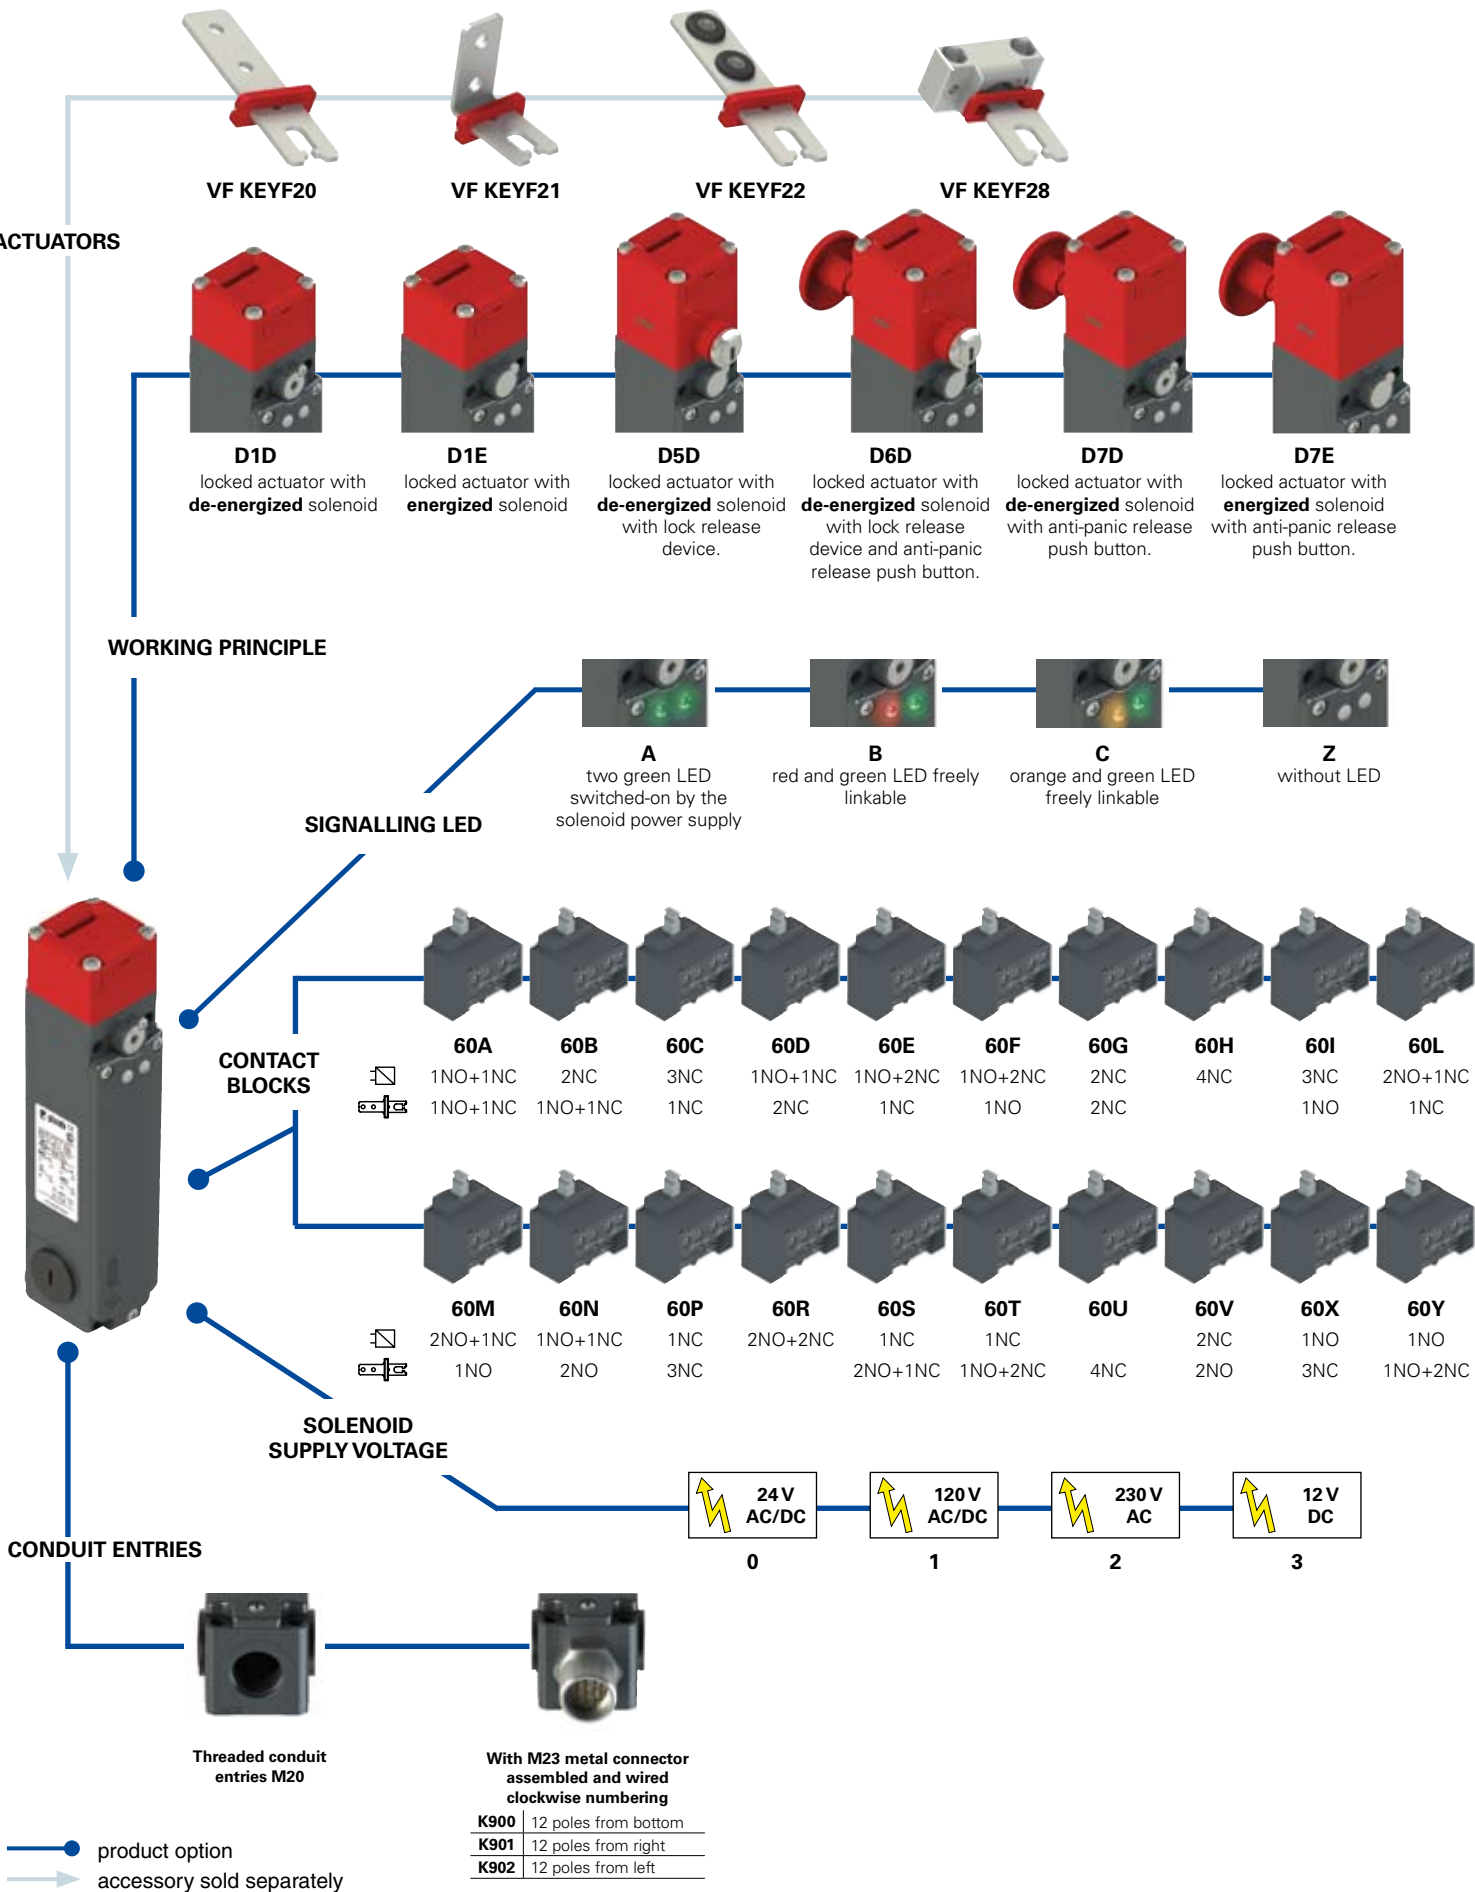 VF KEYF20 VF KEYF21 VF KEYF22 VF KEYF28
ACTUATORS
D1D
locked actuator with
de-energized solenoid
D1E
locked actuator with
energized solenoid
D5D
locked actuator with
de-energized solenoid
with lock release
device.
D6D
locked actuator with
de-energized solenoid
with lock release
device and anti-panic
release push button.
D7D
locked actuator with
de-energized solenoid
with anti-panic release
push button.
D7E
locked actuator with
energized solenoid
with anti-panic release
push button.
WORKING PRINCIPLE
A
two green LED
switched-on by the
solenoid power supply
B
red and green LED freely
linkable
C
orange and green LED
freely linkable
Z
without LED
SIGNALLING LED
CONTACT
BLOCKS
60A 60B 60C 60D 60E 60F 60G 60H 60I 60L
1NO+1NC 2NC 3NC 1NO+1NC 1NO+2NC 1NO+2NC 2NC 4NC 3NC 2NO+1NC
1NO+1NC 1NO+1NC 1NC 2NC 1NC 1NO 2NC 1NO 1NC
60M 60N 60P 60R 60S 60T 60U 60V 60X 60Y
2NO+1NC 1NO+1NC 1NC 2NO+2NC 1NC 1NC 2NC 1NO 1NO
1NO 2NO 3NC 2NO+1NC 1NO+2NC 4NC 2NO 3NC 1NO+2NC
SOLENOID
SUPPLY VOLTAGE
24 V
AC/DC
0
120 V
AC/DC
1
230 V
AC
2
12 V
DC
3
CONDUIT ENTRIES
Threaded conduit
entries M20
With M23 metal connector
assembled and wired
clockwise numbering
K900 12 poles from bottom
K901 12 poles from right
K902 12 poles from left
product option
accessory sold separately